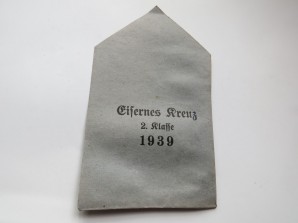 Eisernes Kreuz
2. Klasse
1939